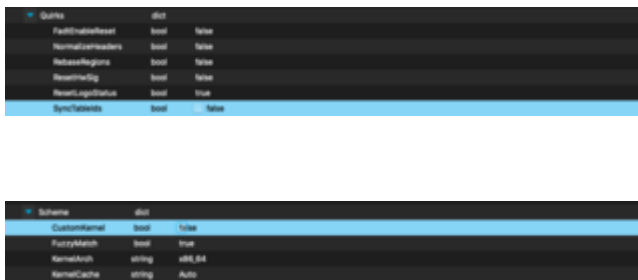 Quirks dict
FadtEnableReset bool false
NormalizeHeaders bool false
RebaseRegions bool false
ResetHwSig bool false
ResetLogoStatus bool true
SyncTableIds bool false
Scheme dict
CustomKernel bool false
FuzzyMatch bool true
KernelArch string x86_64
KernelCache string Auto